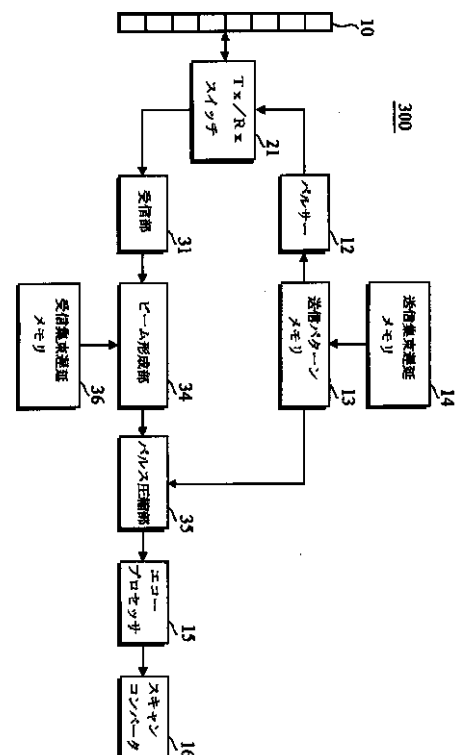 300
10
Tx/Rx
スイッチ
21
パルサー
12
送信パターン
メモリ
13
送信集束遅延
メモリ
14
受信部
31
ビーム形成部
34
受信集束遅延
メモリ
36
パルス圧縮部
35
エコー
プロセッサ
15
スキャン
コンバータ
16